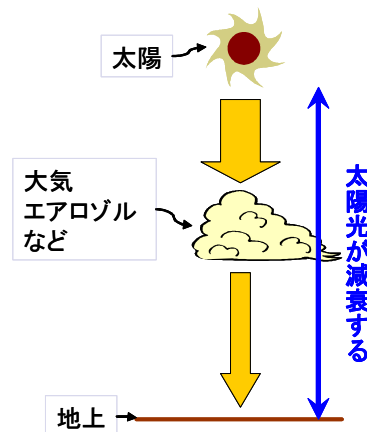 太陽
大気
エアロゾル
など
太陽光が減衰する
地上